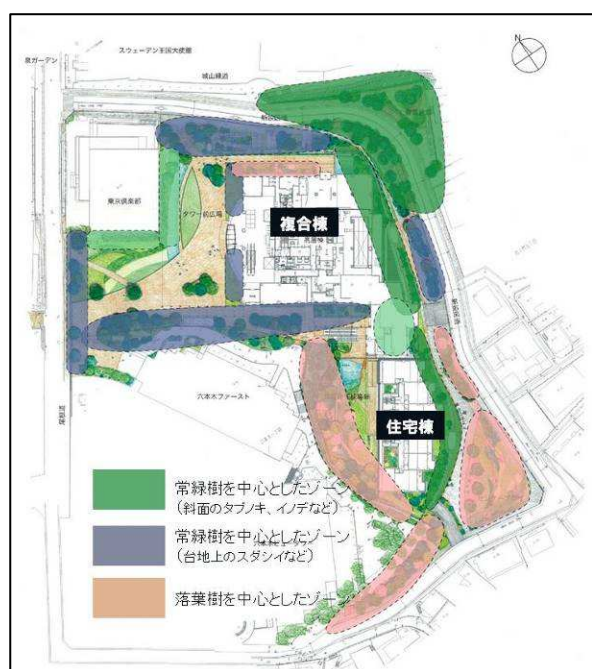 スウェーデン王国大使館
泉ガーデン
N
城山緑道
東京倶楽部
タワー前広場
複合棟
六本木ファースト
住宅棟
常緑樹を中心としたゾーン
（斜面のタブノキ、イノデなど）
常緑樹を中心としたゾーン
（台地上のスダジイなど）
落葉樹を中心としたゾーン